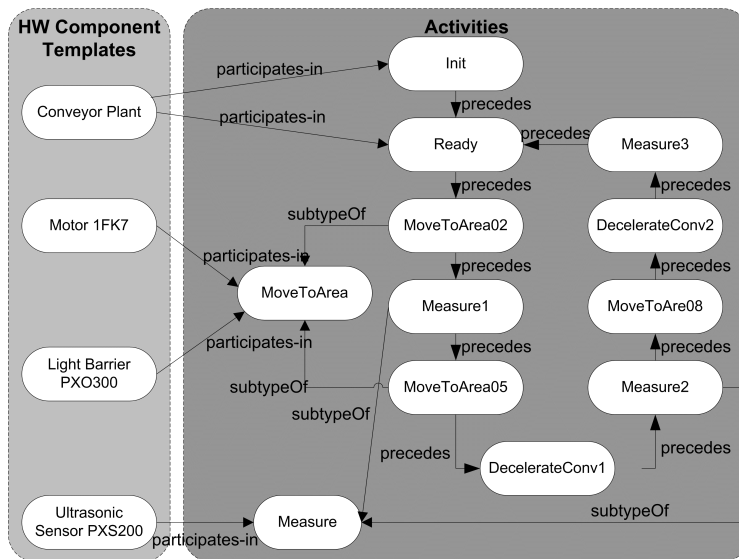 HW Component
Templates
Activities
Conveyor Plant
Motor 1FK7
Light Barrier
PXO300
Ultrasonic
Sensor PXS200
participates-in
participates-in
participates-in
participates-in
participates-in
Init
precedes
Ready
precedes
precedes
Measure3
precedes
subtypeOf
MoveToArea02
DecelerateConv2
precedes
precedes
MoveToArea
Measure1
MoveToAre08
precedes
precedes
subtypeOf
MoveToArea05
Measure2
subtypeOf
precedes
precedes
DecelerateConv1
Measure
subtypeOf